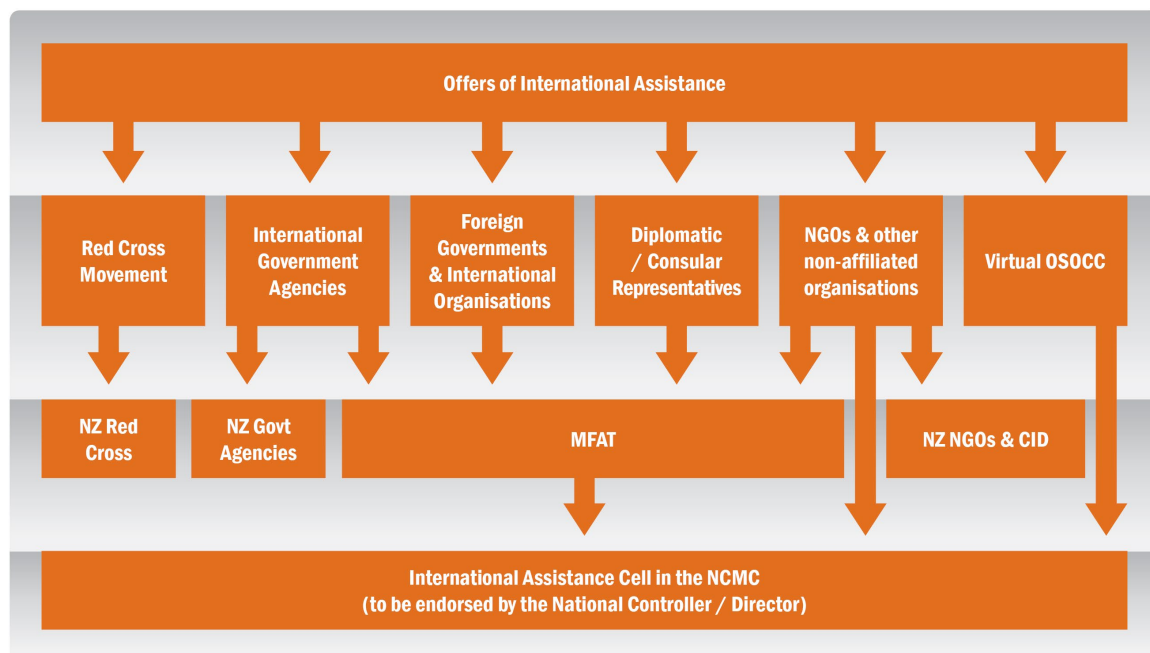 Offers of International Assistance
Red Cross
Movement
International
Government
Agencies
Foreign
Governments
& International
Organisations
Diplomatic
/ Consular
Representatives
NGOs & other
non-affiliated
organisations
Virtual OSOCC
NZ Red
Cross
NZ Govt
Agencies
MFAT
NZ NGOs & CID
International Assistance Cell in the NCMC
(to be endorsed by the National Controller / Director)